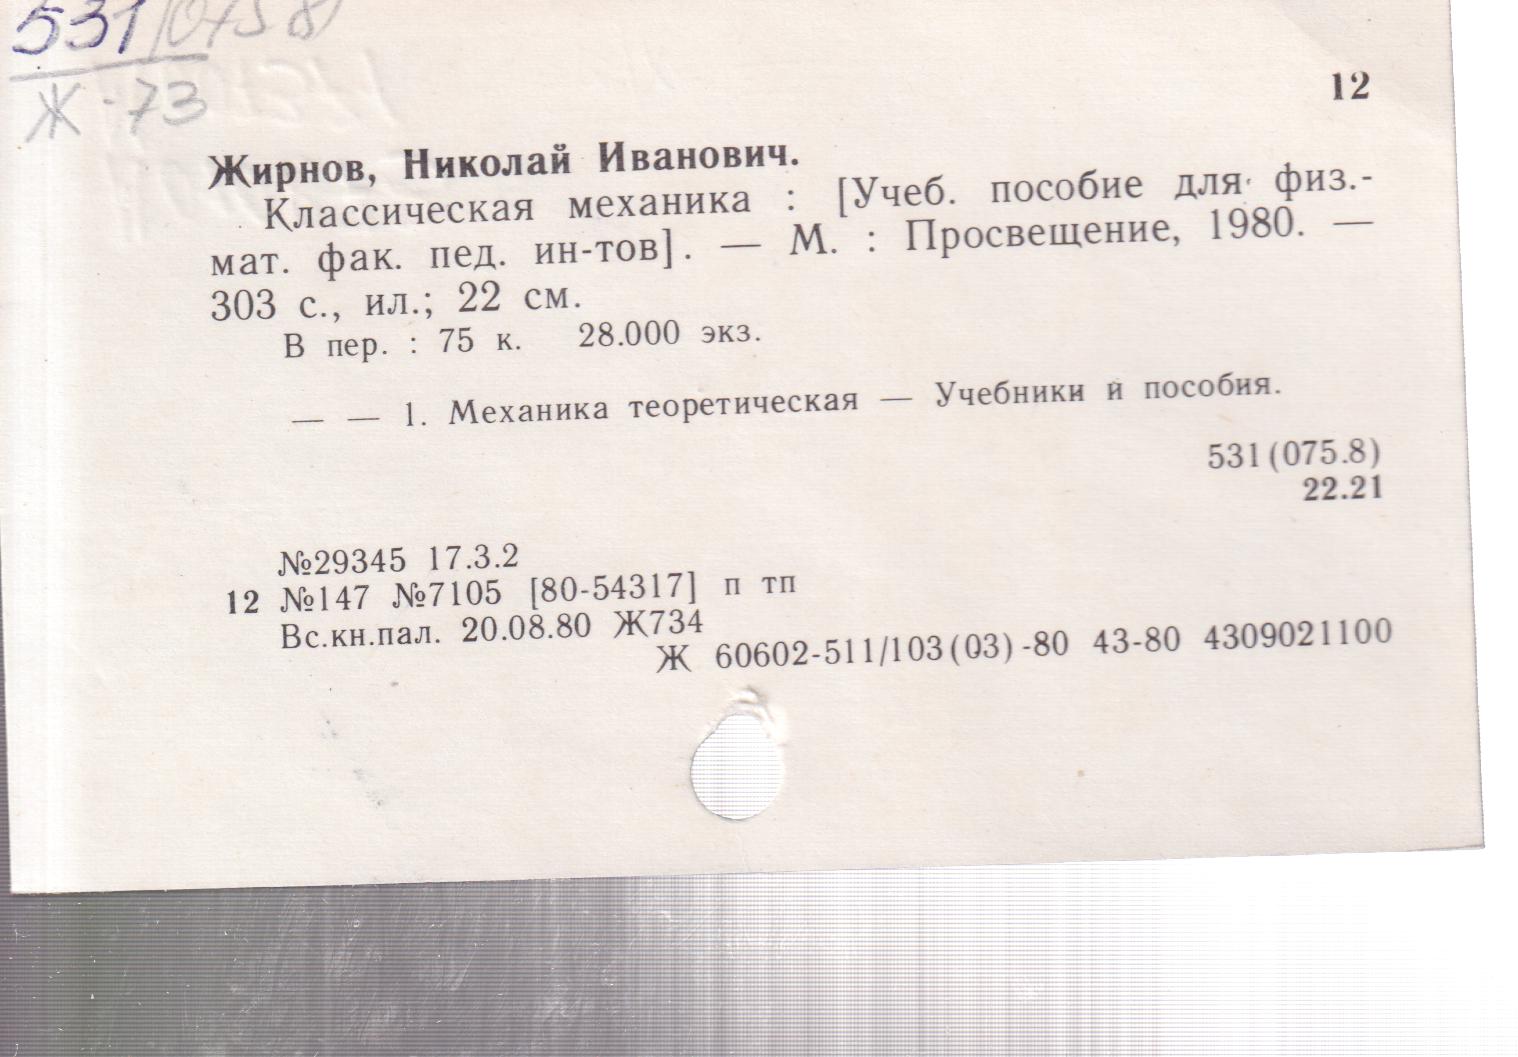 531(075 8)
Ж-73
12
Жирнов, Николай Иванович.
Классическая механика : [Учеб. пособие для физ.-
мат. фак. пед. ин-тов]. — М. : Просвещение, 1980. —
303 с., ил.; 22 см.
В пер. : 75 к. 28.000 экз.
— — 1. Механика теоретическая — Учебники и пособия.
531(075.8)
22.21
№29345 17.3.2
12 №147 №7105 [80-54317] п тп
Вс.кн.пал. 20.08.80 Ж734
Ж 60602-511/103(03)-80 43-80 4309021100